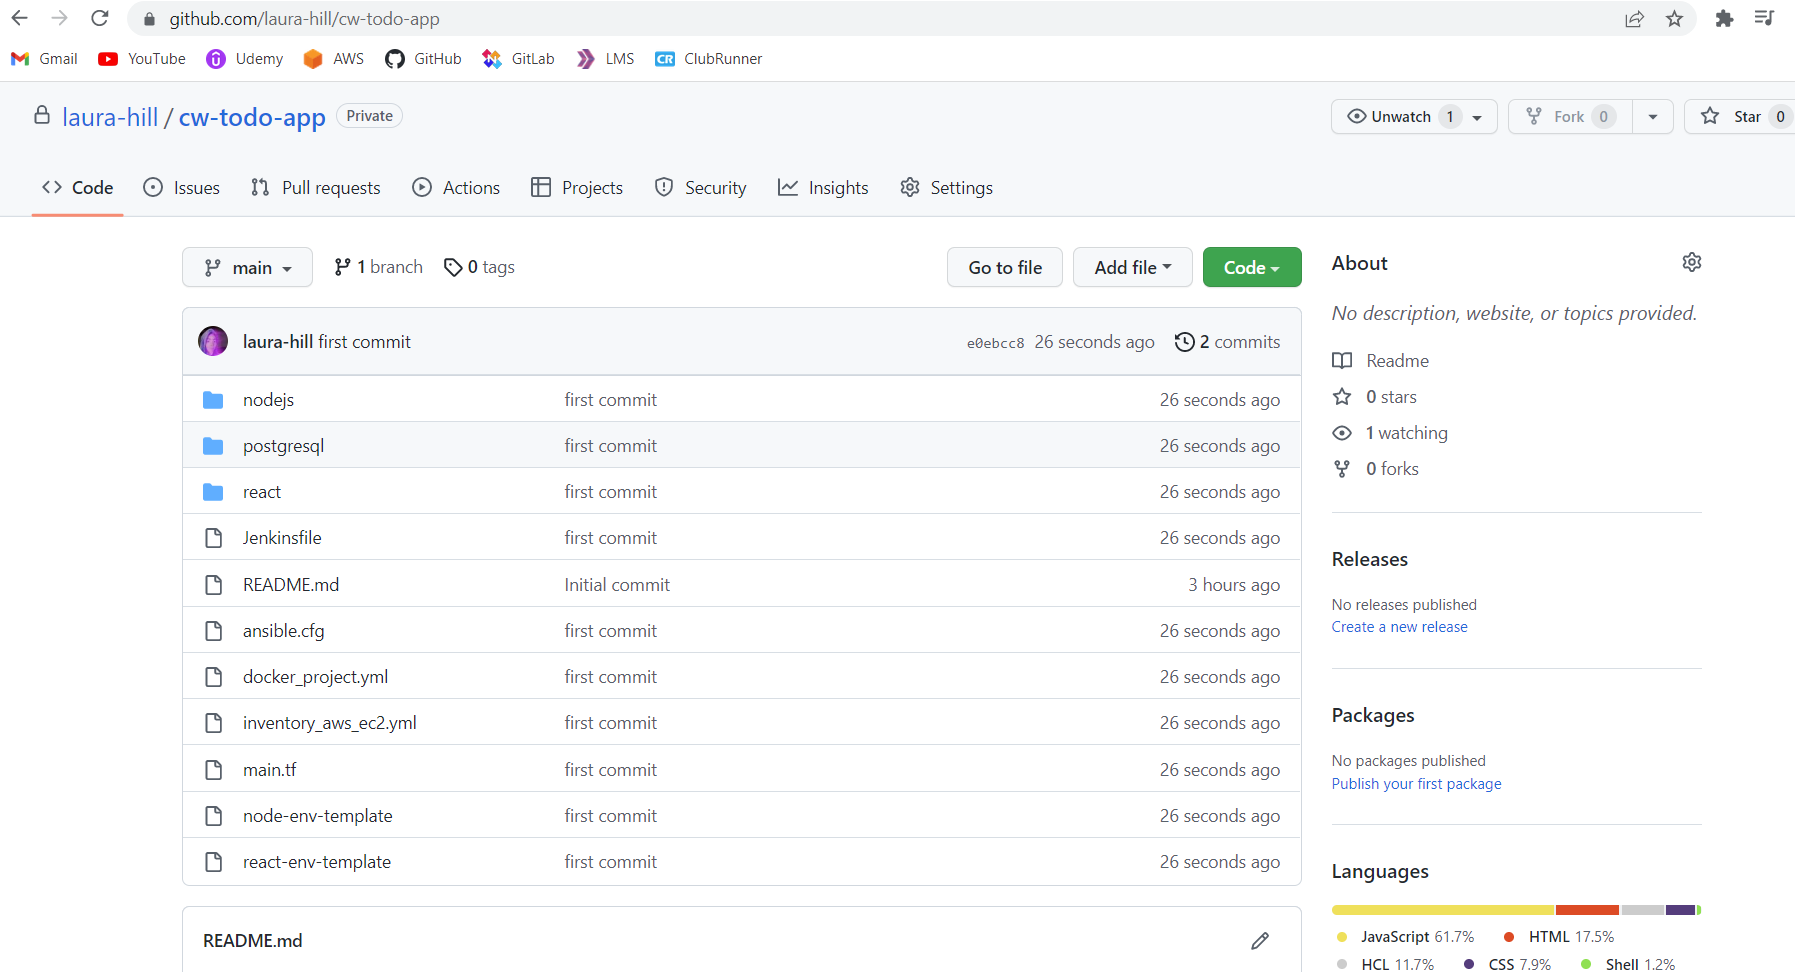 github.com/laura-hill/cw-todo-app
Gmail YouTube Udemy AWS GitHub GitLab LMS CR ClubRunner
laura-hill / cw-todo-app Private Unwatch 1 Fork 0 Star 0
Code Issues Pull requests Actions Projects Security Insights Settings
main 1 branch 0 tags Go to file Add file Code
laura-hill first commit e0ebcc8 26 seconds ago 2 commits
nodejs first commit 26 seconds ago
postgresql first commit 26 seconds ago
react first commit 26 seconds ago
Jenkinsfile first commit 26 seconds ago
README.md Initial commit 3 hours ago
ansible.cfg first commit 26 seconds ago
docker_project.yml first commit 26 seconds ago
inventory_aws_ec2.yml first commit 26 seconds ago
main.tf first commit 26 seconds ago
node-env-template first commit 26 seconds ago
react-env-template first commit 26 seconds ago
README.md
About
No description, website, or topics provided.
Readme
0 stars
1 watching
0 forks
Releases
No releases published
Create a new release
Packages
No packages published
Publish your first package
Languages
JavaScript 61.7% HTML 17.5%
HCL 11.7% CSS 7.9% Shell 1.2%